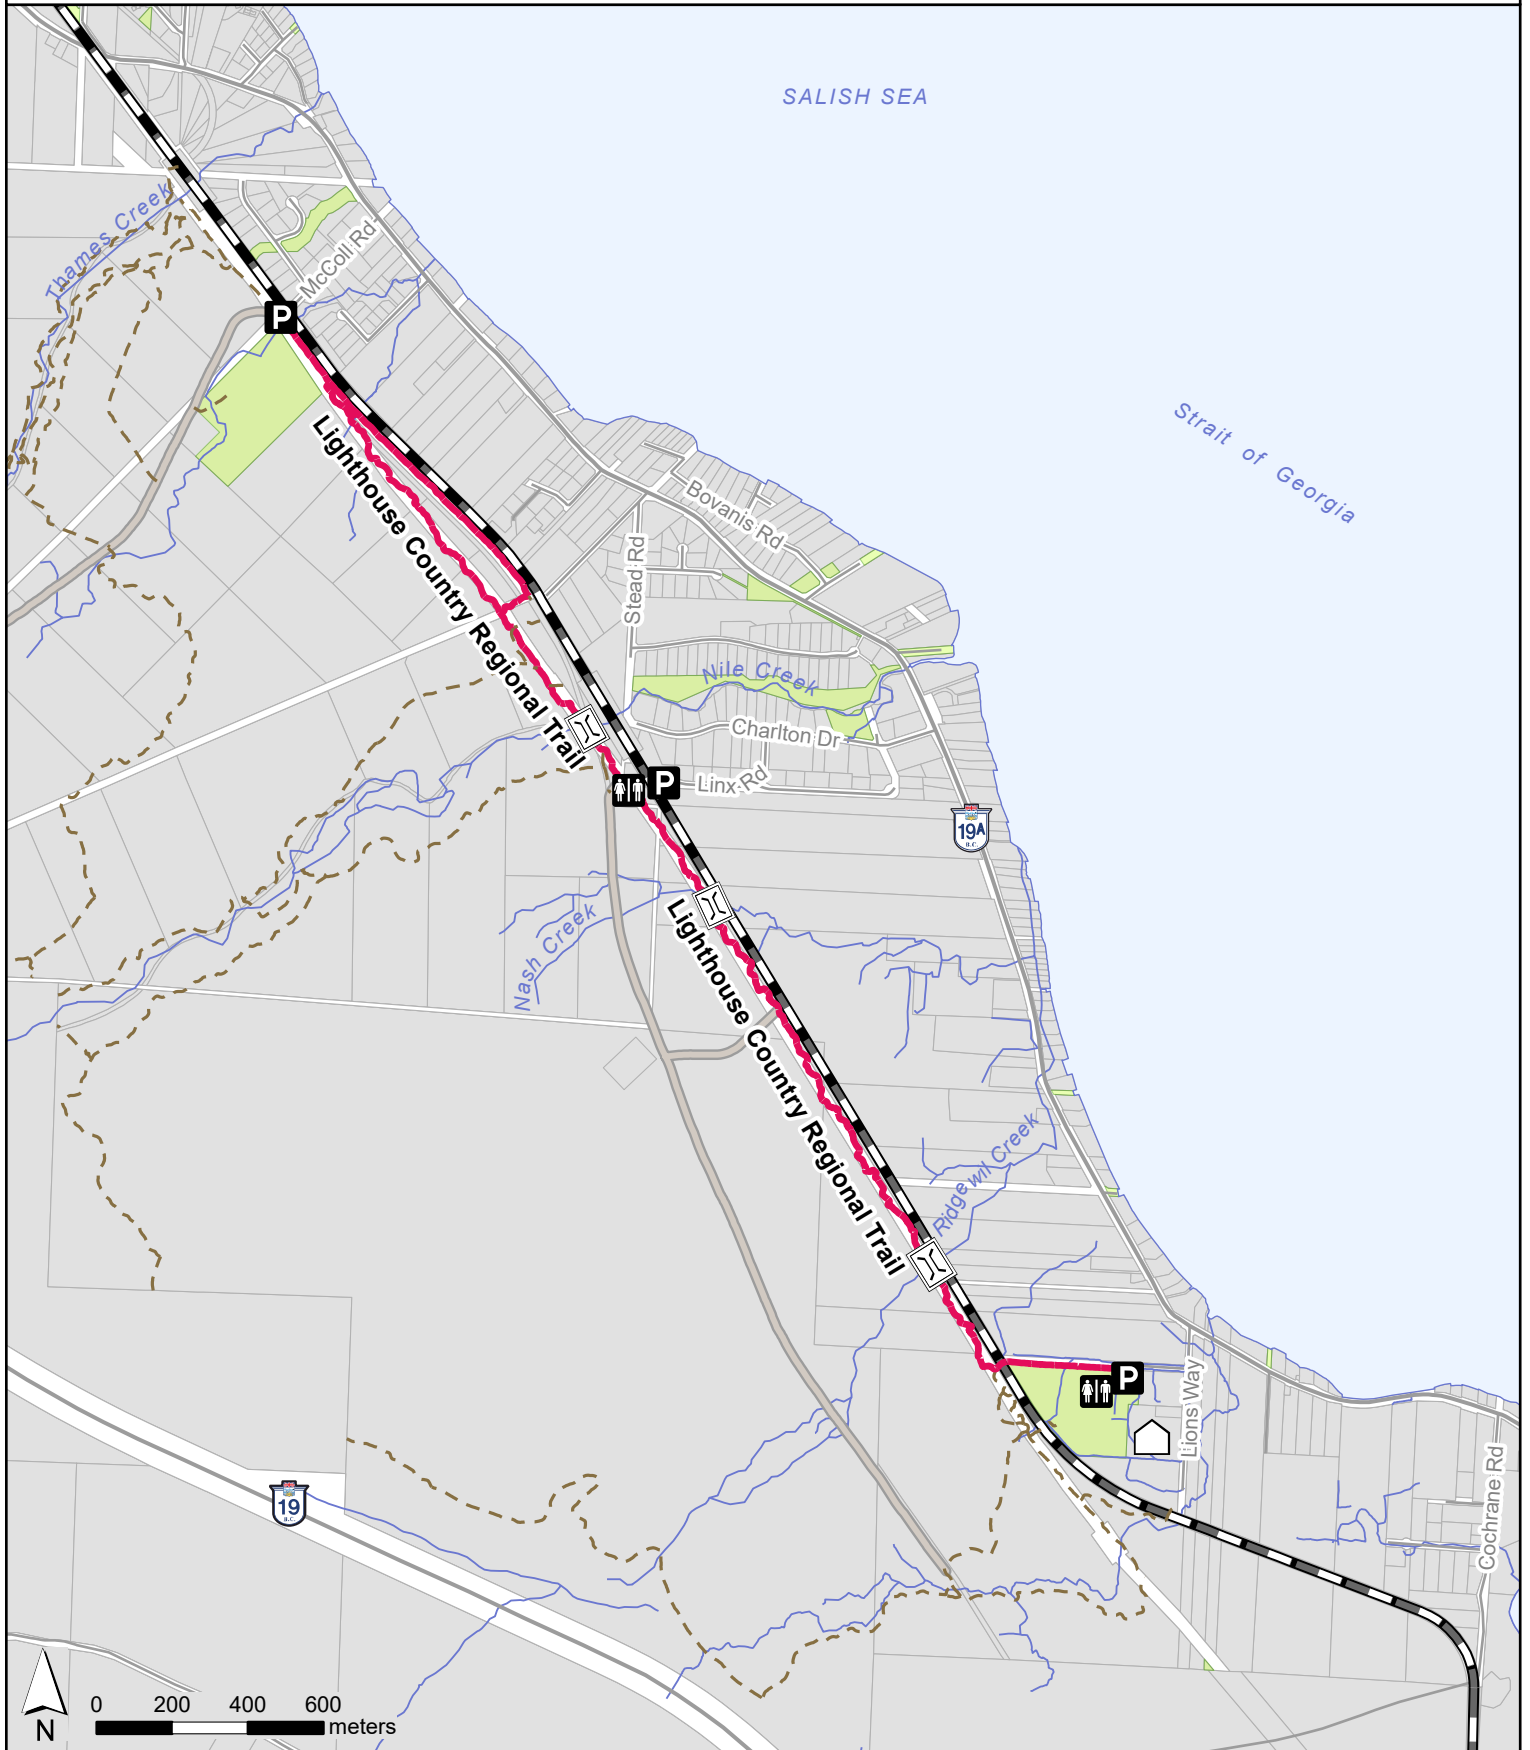 SALISH SEA
Thames Creek
McColl Rd
P
Strait of Georgia
Lighthouse Country Regional Trail
Bovanis Rd
Stead Rd
Nile Creek
Charlton Dr
Linx Rd
P
19A
B.C.
Nash Creek
Lighthouse Country Regional Trail
Ridgewil Creek
P
Lions Way
Cochrane Rd
19
B.C.
N
0 200 400 600
meters